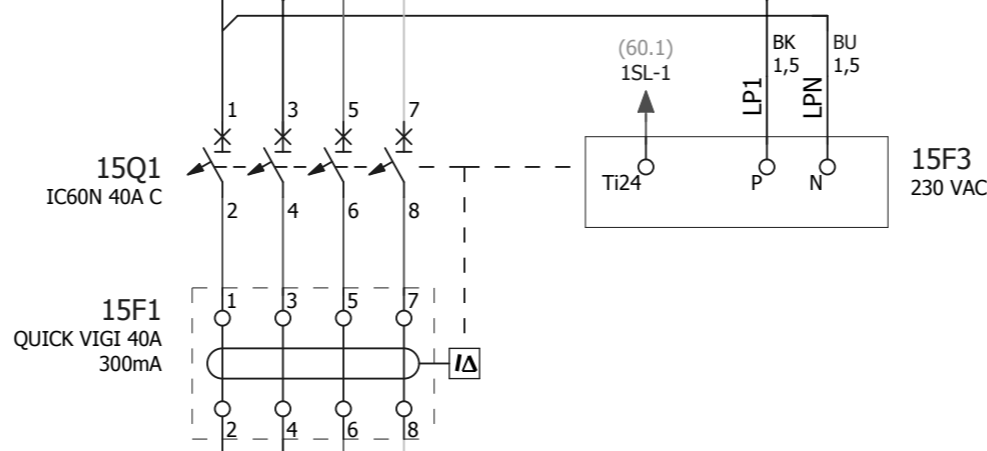 (60.1)
1SL-1
BK
1,5
BU
1,5
LP1
LPN
1
3
5
7
15Q1
IC60N 40A C
2
4
6
8
Ti24
P
N
15F3
230 VAC
15F1
QUICK VIGI 40A
300mA
1
3
5
7
IΔ
2
4
6
8